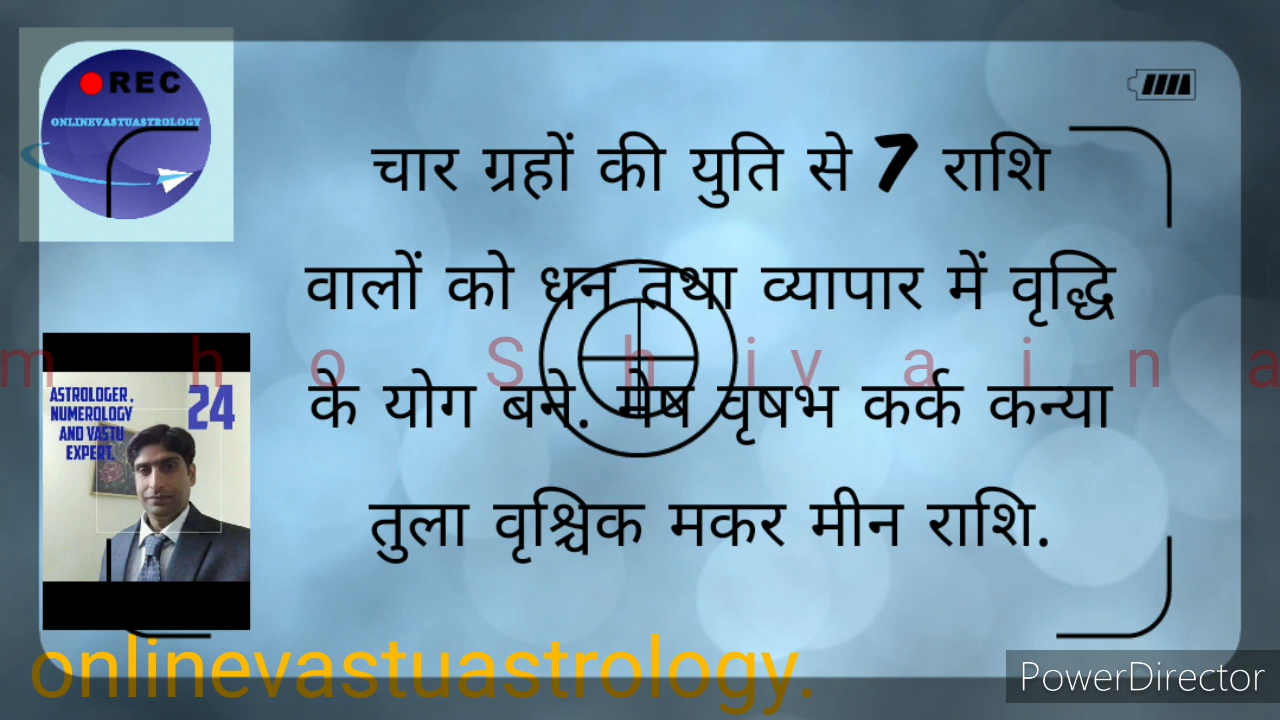 REC
ONLINEVASTUASTROLOGY
चार ग्रहों की युति से 7 राशि
वालों को धन तथा व्यापार में वृद्धि
m h o S h i v a i n a
के योग बने. मेष वृषभ कर्क कन्या
तुला वृश्चिक मकर मीन राशि.
ASTROLOGER,
NUMEROLOGY
AND VASTU
EXPERT.
24
onlinevastuastrology.
PowerDirector